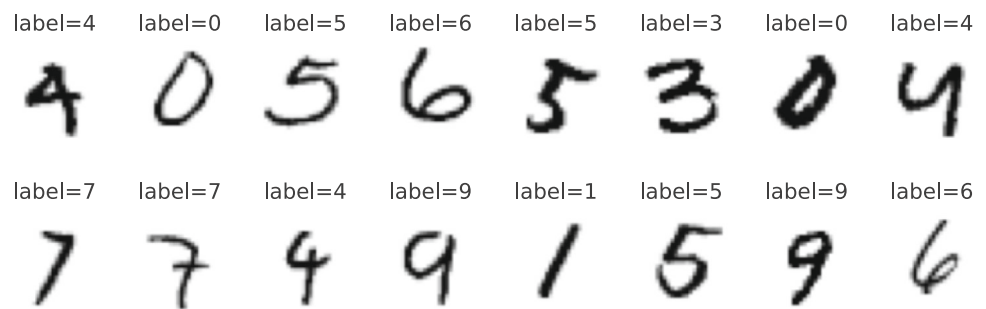 label=4 label=0 label=5 label=6 label=5 label=3 label=0 label=4
4 0 5 6 5 3 0 4
label=7 label=7 label=4 label=9 label=1 label=5 label=9 label=6
7 7 4 9 1 5 9 6